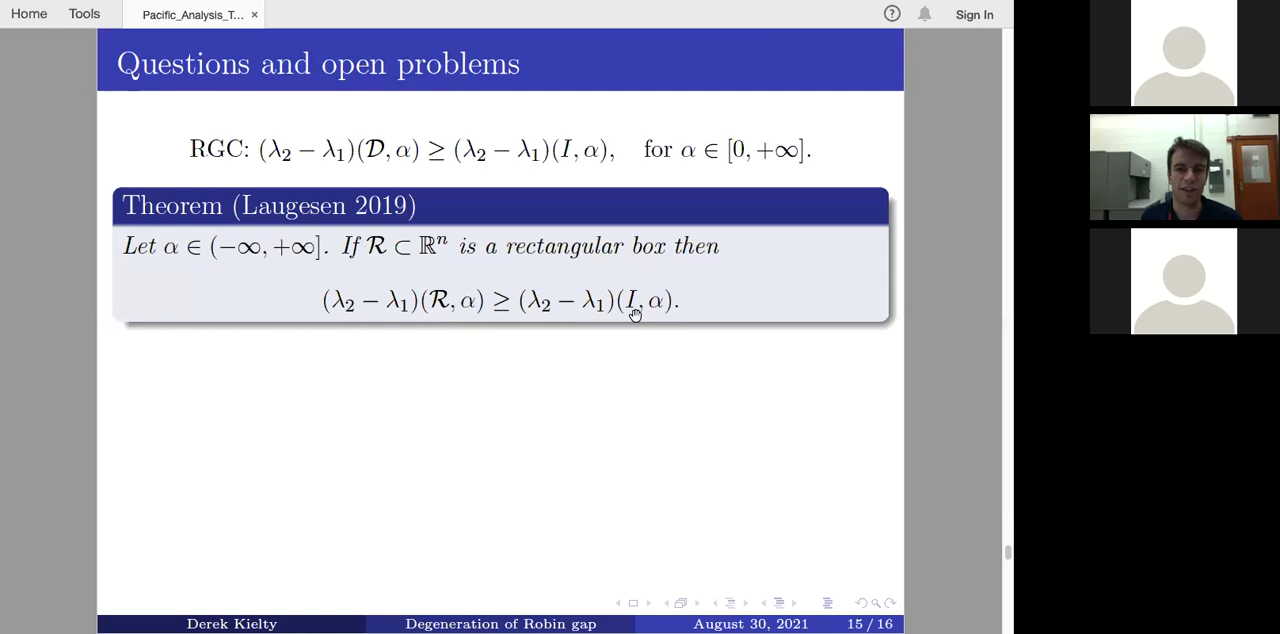 Home Tools Pacific_Analysis_T... × ? Sign In
Questions and open problems
RGC: (λ₂ − λ₁)(𝒟, α) ≥ (λ₂ − λ₁)(I, α), for α ∈ [0, +∞].
Theorem (Laugesen 2019)
Let α ∈ (−∞, +∞]. If ℛ ⊂ ℝⁿ is a rectangular box then
(λ₂ − λ₁)(ℛ, α) ≥ (λ₂ − λ₁)(I, α).
Derek Kielty Degeneration of Robin gap August 30, 2021 15 / 16